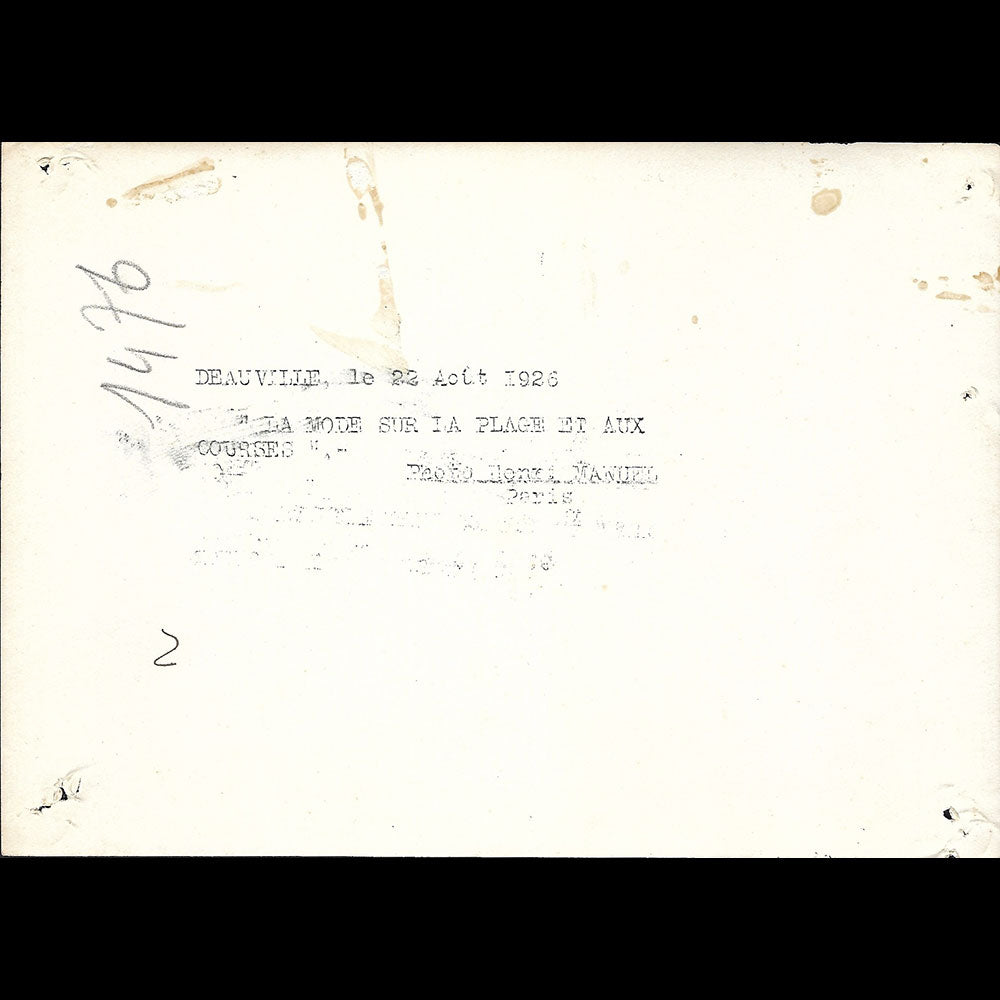 1476
DEAUVILLE, le 22 Août 1926
" LA MODE SUR LA PLAGE ET AUX
COURSES ".-
Photo Henri MANUEL
Paris
2